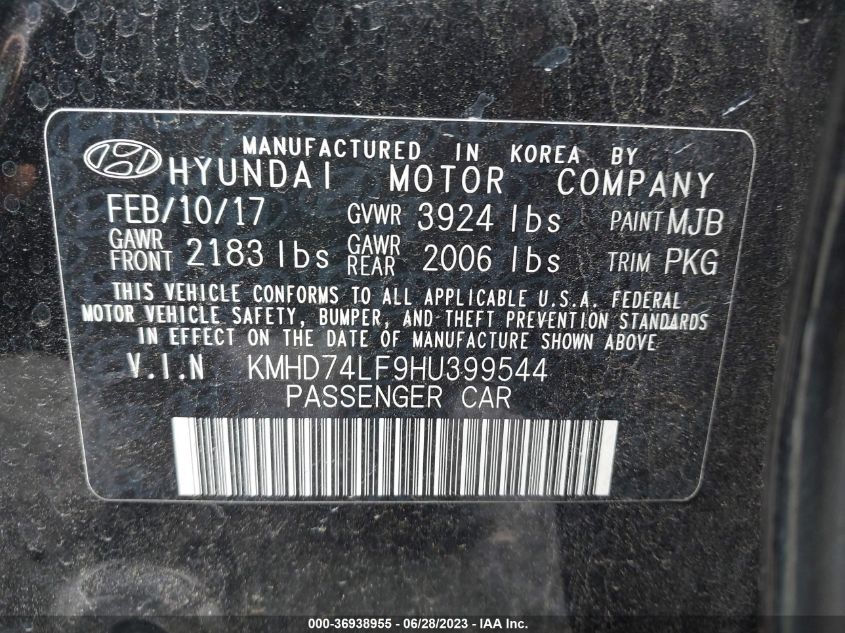 MANUFACTURED IN KOREA BY
HYUNDAI MOTOR COMPANY
FEB/10/17 GVWR 3924 lbs PAINT MJB
GAWR FRONT 2183 lbs GAWR REAR 2006 lbs TRIM PKG
THIS VEHICLE CONFORMS TO ALL APPLICABLE U.S.A. FEDERAL
MOTOR VEHICLE SAFETY, BUMPER, AND THEFT PREVENTION STANDARDS
IN EFFECT ON THE DATE OF MANUFACTURE SHOWN ABOVE.
V.I.N KMHD74LF9HU399544
PASSENGER CAR
000-36938955 - 06/28/2023 - IAA Inc.